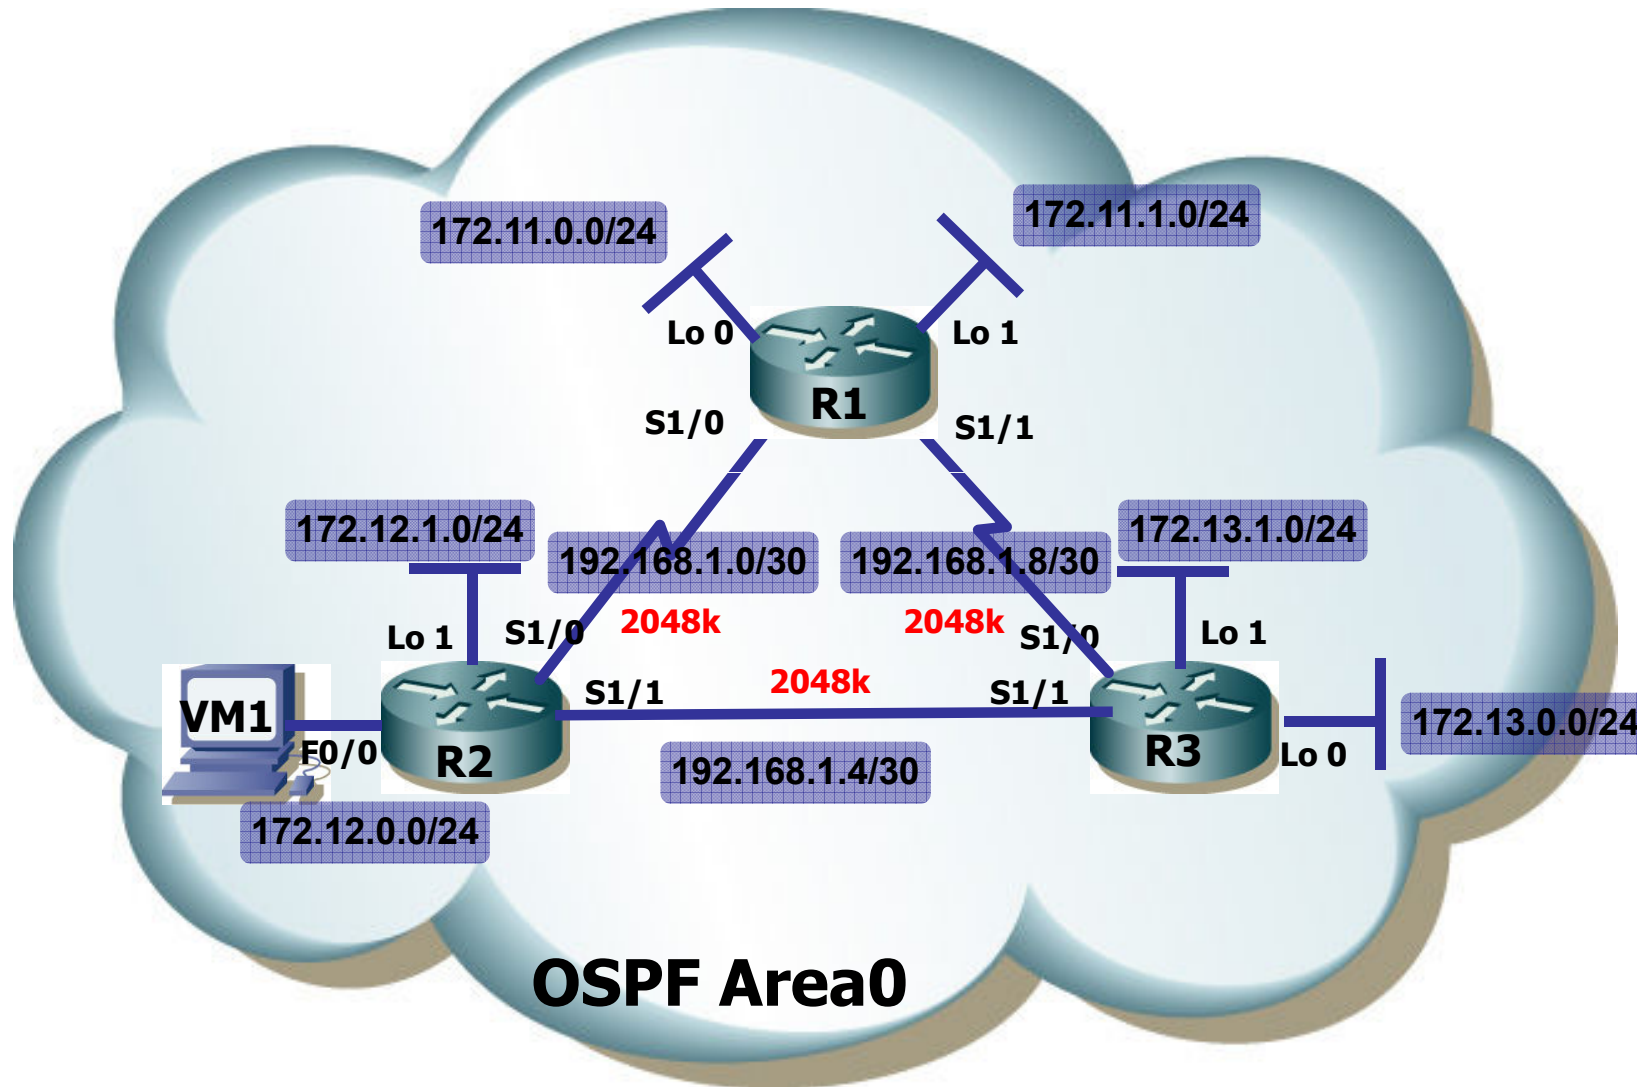 172.11.0.0/24
172.11.1.0/24
Lo 0
Lo 1
R1
S1/0
S1/1
172.12.1.0/24
192.168.1.0/30
192.168.1.8/30
172.13.1.0/24
2048k
2048k
Lo 1
S1/0
S1/0
Lo 1
2048k
S1/1
S1/1
VM1
F0/0
R2
R3
Lo 0
172.13.0.0/24
192.168.1.4/30
172.12.0.0/24
OSPF Area0